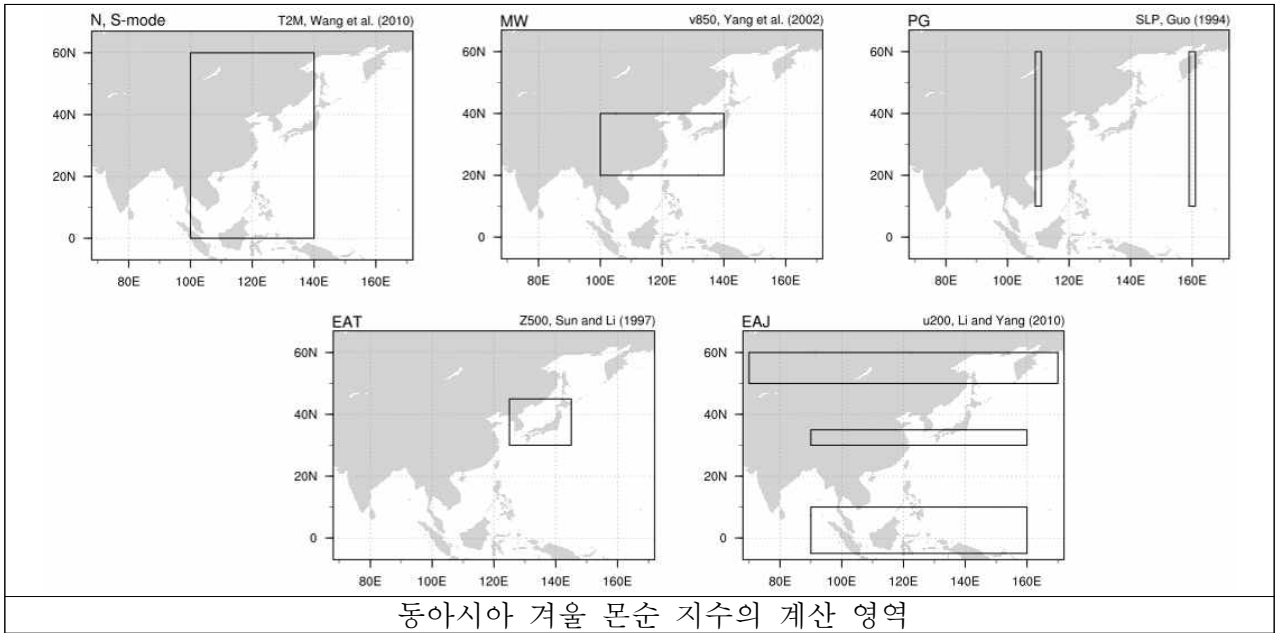 N, S-mode T2M, Wang et al. (2010)
60N
40N
20N
0
80E 100E 120E 140E 160E
MW v850, Yang et al. (2002)
60N
40N
20N
0
80E 100E 120E 140E 160E
PG SLP, Guo (1994)
60N
40N
20N
0
80E 100E 120E 140E 160E
EAT Z500, Sun and Li (1997)
60N
40N
20N
0
80E 100E 120E 140E 160E
EAJ u200, Li and Yang (2010)
60N
40N
20N
0
80E 100E 120E 140E 160E
동아시아 겨울 몬순 지수의 계산 영역